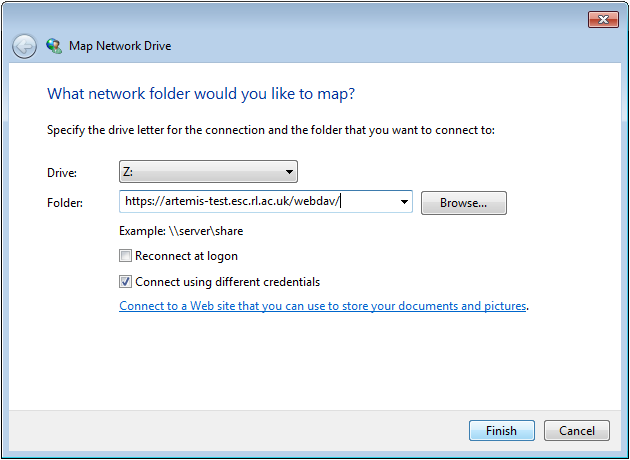 Map Network Drive
What network folder would you like to map?
Specify the drive letter for the connection and the folder that you want to connect to:
Drive: Z:
Folder: https://artemis-test.esc.rl.ac.uk/webdav/ Browse...
Example: \\server\share
Reconnect at logon
Connect using different credentials
Connect to a Web site that you can use to store your documents and pictures.
Finish Cancel